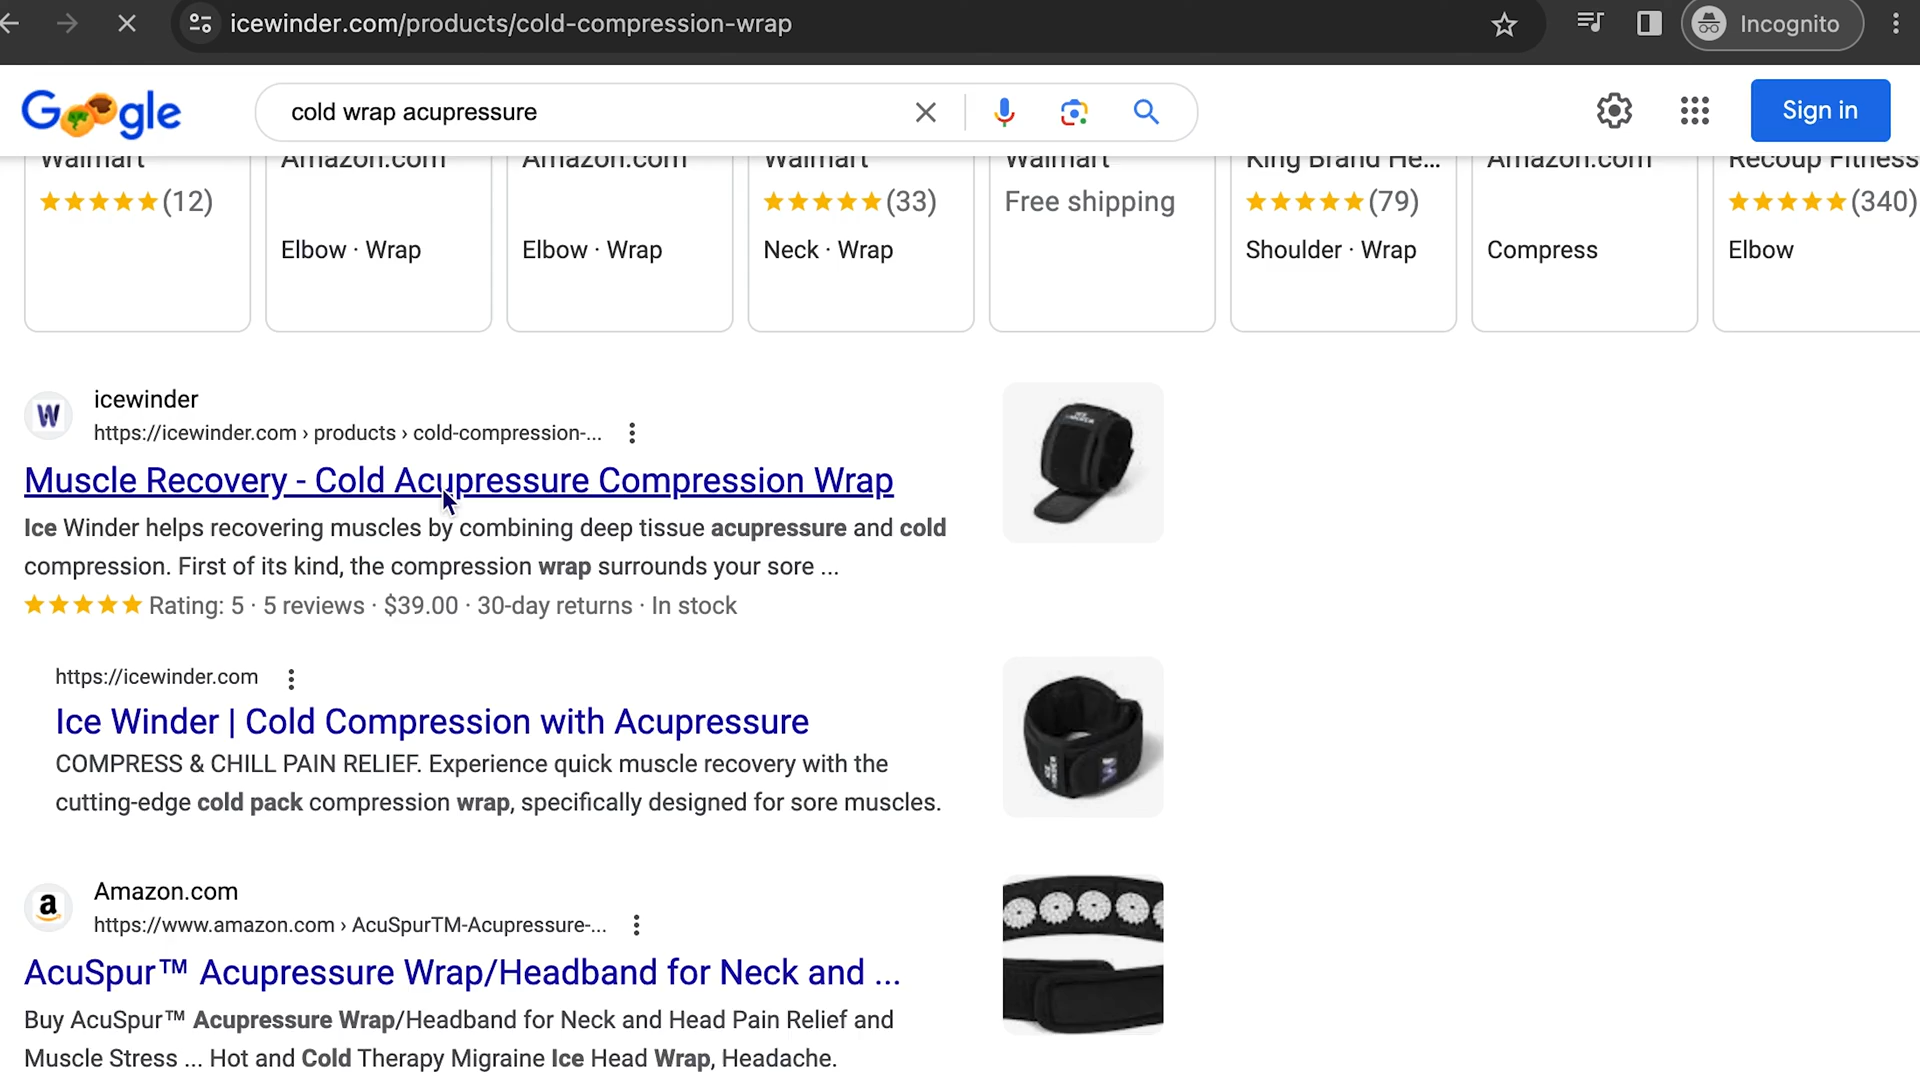 icewinder.com/products/cold-compression-wrap
Incognito
Google
cold wrap acupressure
Sign in
Walmart
Amazon.com
Amazon.com
Walmart
Walmart
King Brand He...
Amazon.com
Recoup Fitness
(12)
(33)
Free shipping
(79)
(340)
Elbow · Wrap
Elbow · Wrap
Neck · Wrap
Shoulder · Wrap
Compress
Elbow
W
icewinder
https://icewinder.com › products › cold-compression-...
Muscle Recovery - Cold Acupressure Compression Wrap
Ice Winder helps recovering muscles by combining deep tissue acupressure and cold
compression. First of its kind, the compression wrap surrounds your sore ...
Rating: 5 · 5 reviews · $39.00 · 30-day returns · In stock
https://icewinder.com
Ice Winder | Cold Compression with Acupressure
COMPRESS & CHILL PAIN RELIEF. Experience quick muscle recovery with the
cutting-edge cold pack compression wrap, specifically designed for sore muscles.
a
Amazon.com
https://www.amazon.com › AcuSpurTM-Acupressure-...
AcuSpur™ Acupressure Wrap/Headband for Neck and ...
Buy AcuSpur™ Acupressure Wrap/Headband for Neck and Head Pain Relief and
Muscle Stress ... Hot and Cold Therapy Migraine Ice Head Wrap, Headache.